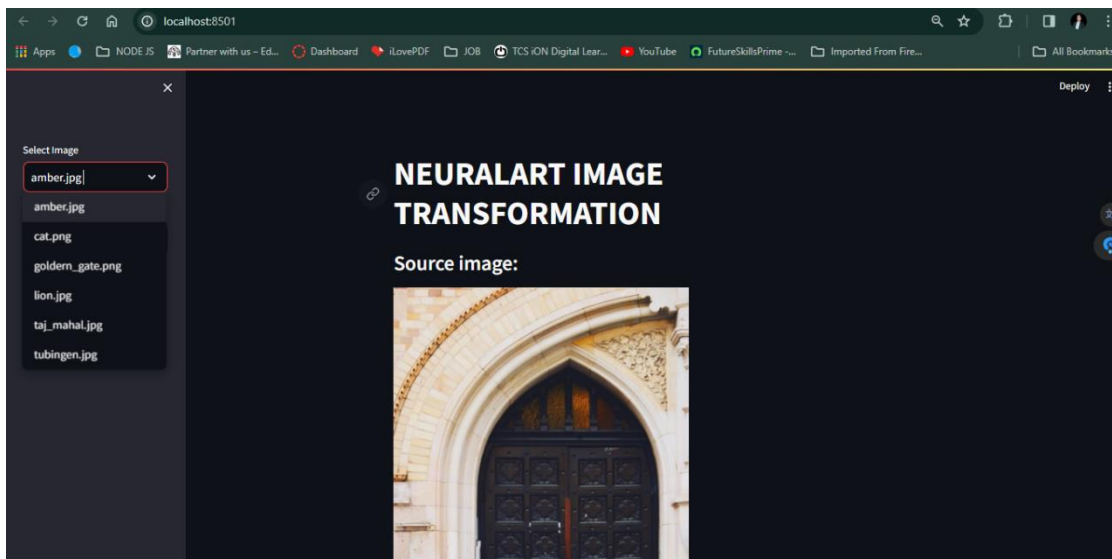 localhost:8501
Apps NODE JS Partner with us – Ed... Dashboard iLovePDF JOB TCS iON Digital Lear... YouTube FutureSkillsPrime -... Imported From Fire... All Bookmarks
Deploy
Select Image
amber.jpg
amber.jpg
cat.png
goldern_gate.png
lion.jpg
taj_mahal.jpg
tubingen.jpg
NEURALART IMAGE
TRANSFORMATION
Source image: